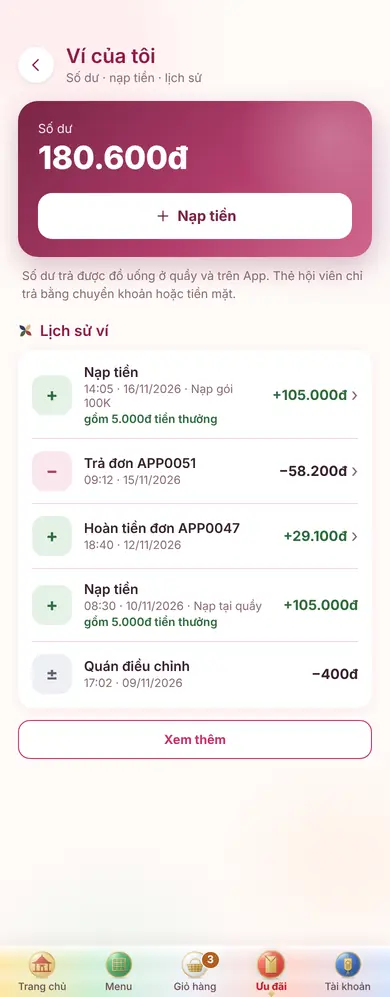 Ví của tôi
Số dư · nạp tiền · lịch sử
Số dư
180.600đ
+ Nạp tiền
Số dư trả được đồ uống ở quầy và trên App. Thẻ hội viên chỉ
trả bằng chuyển khoản hoặc tiền mặt.
Lịch sử ví
Nạp tiền
14:05 · 16/11/2026 · Nạp gói
100K
gồm 5.000đ tiền thưởng
+105.000đ
Trả đơn APP0051
09:12 · 15/11/2026
−58.200đ
Hoàn tiền đơn APP0047
18:40 · 12/11/2026
+29.100đ
Nạp tiền
08:30 · 10/11/2026 · Nạp tại quầy
gồm 5.000đ tiền thưởng
+105.000đ
Quán điều chỉnh
17:02 · 09/11/2026
−400đ
Xem thêm
3
Trang chủ
Menu
Giỏ hàng
Ưu đãi
Tài khoản